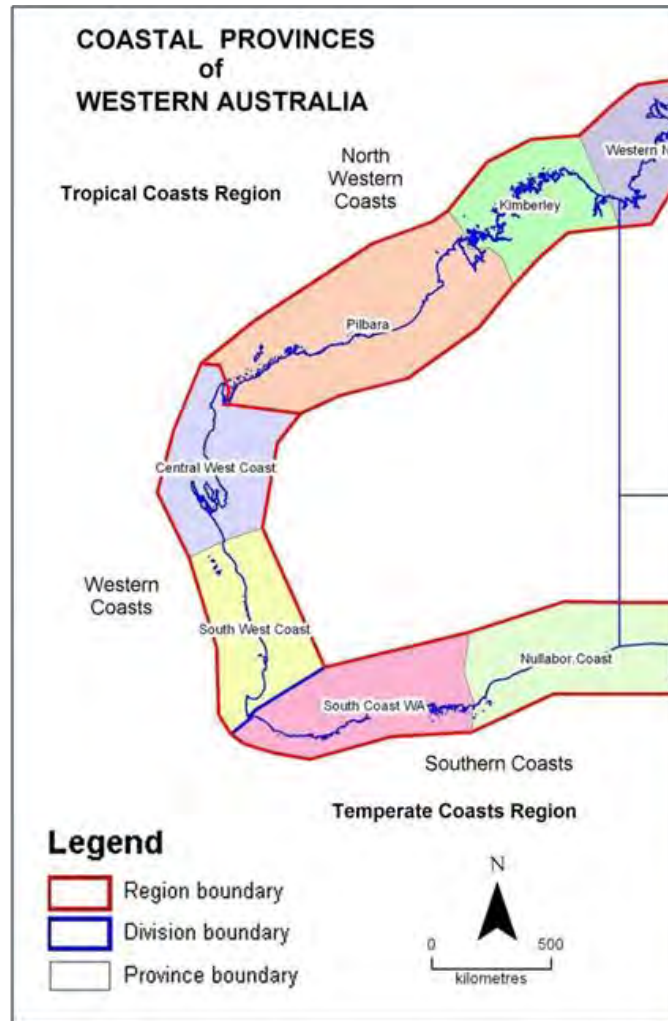 COASTAL PROVINCES
of
WESTERN AUSTRALIA
North
Western
Coasts
Tropical Coasts Region
Western N
Kimberley
Pilbara
Central West Coast
Western
Coasts
South West Coast
Nullabor Coast
South Coast WA
Southern Coasts
Temperate Coasts Region
Legend
Region boundary
Division boundary
Province boundary
N
0 500
kilometres